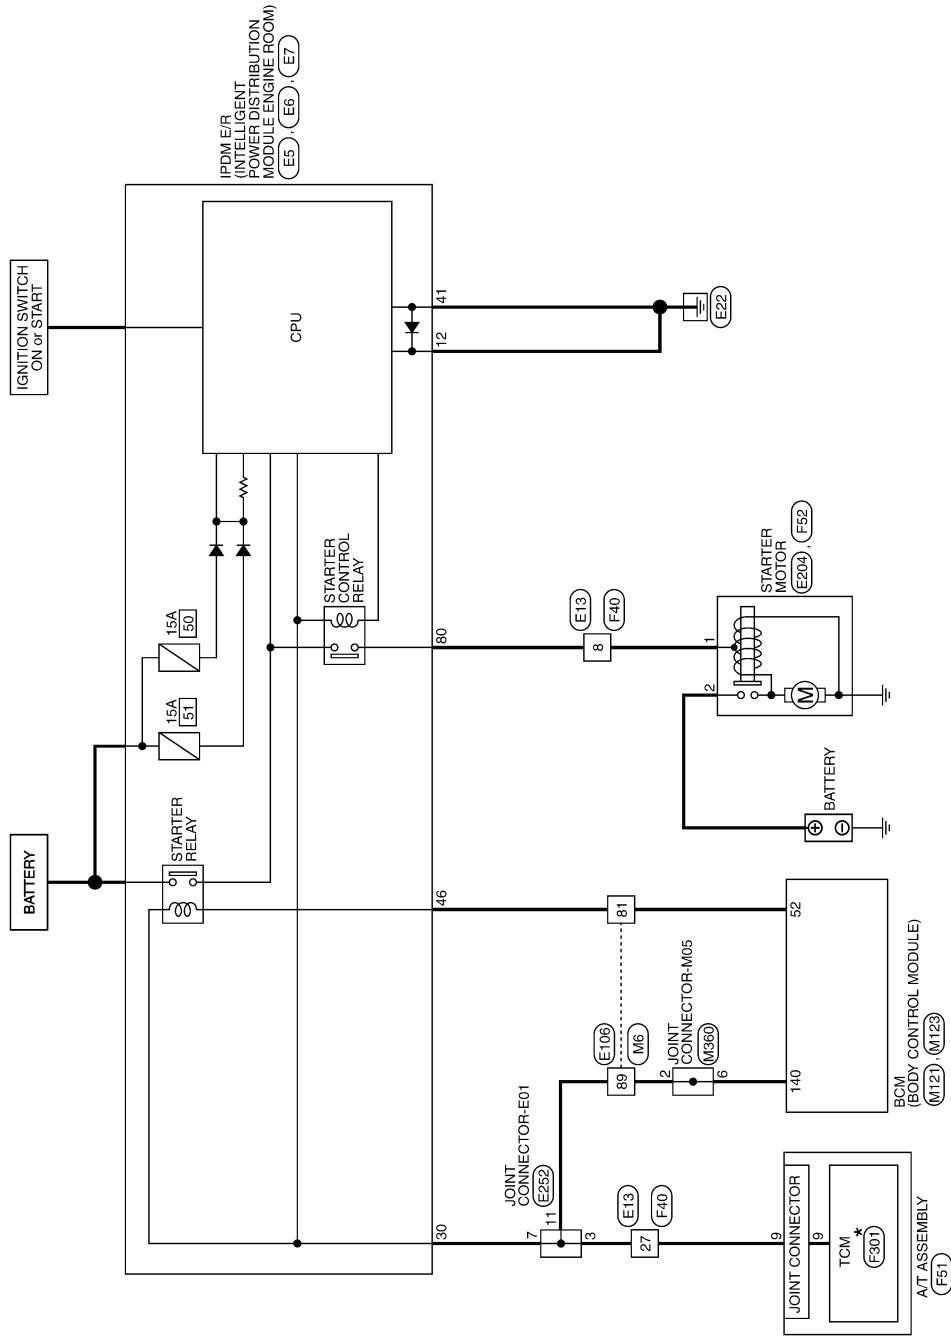 IGNITION SWITCH
ON or START
BATTERY
IPDM E/R
(INTELLIGENT
POWER DISTRIBUTION
MODULE ENGINE ROOM)
E5 , E6 , E7
CPU
15A
50
15A
51
STARTER
RELAY
STARTER
CONTROL
RELAY
30
46
80
12
41
E22
JOINT
CONNECTOR-E01
E252
7
11
3
E13
F40
27
E106
M6
89
81
JOINT
CONNECTOR-M05
M360
2
6
140
52
BCM
(BODY CONTROL MODULE)
M121 , M123
E13
F40
8
1
2
STARTER
MOTOR
E204 , F52
M
BATTERY
+
−
9
JOINT CONNECTOR
9
TCM *
F301
A/T ASSEMBLY
F51